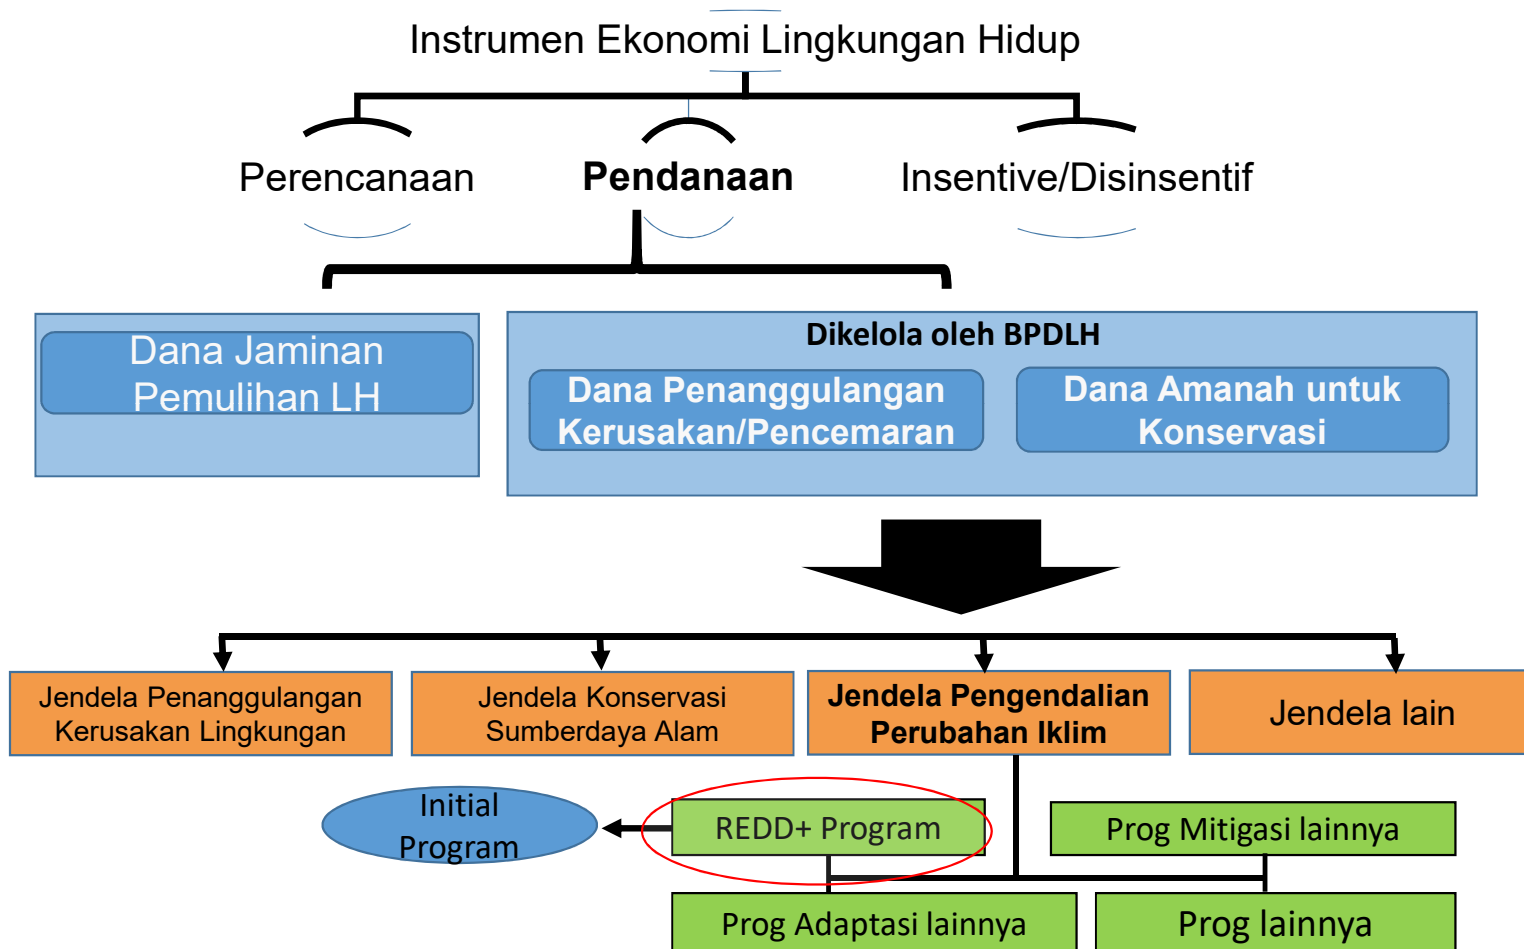 Instrumen Ekonomi Lingkungan Hidup
Perencanaan
Pendanaan
Insentive/Disinsentif
Dana Jaminan
Pemulihan LH
Dikelola oleh BPDLH
Dana Penanggulangan
Kerusakan/Pencemaran
Dana Amanah untuk
Konservasi
Jendela Penanggulangan
Kerusakan Lingkungan
Jendela Konservasi
Sumberdaya Alam
Jendela Pengendalian
Perubahan Iklim
Jendela lain
Initial
Program
REDD+ Program
Prog Mitigasi lainnya
Prog Adaptasi lainnya
Prog lainnya